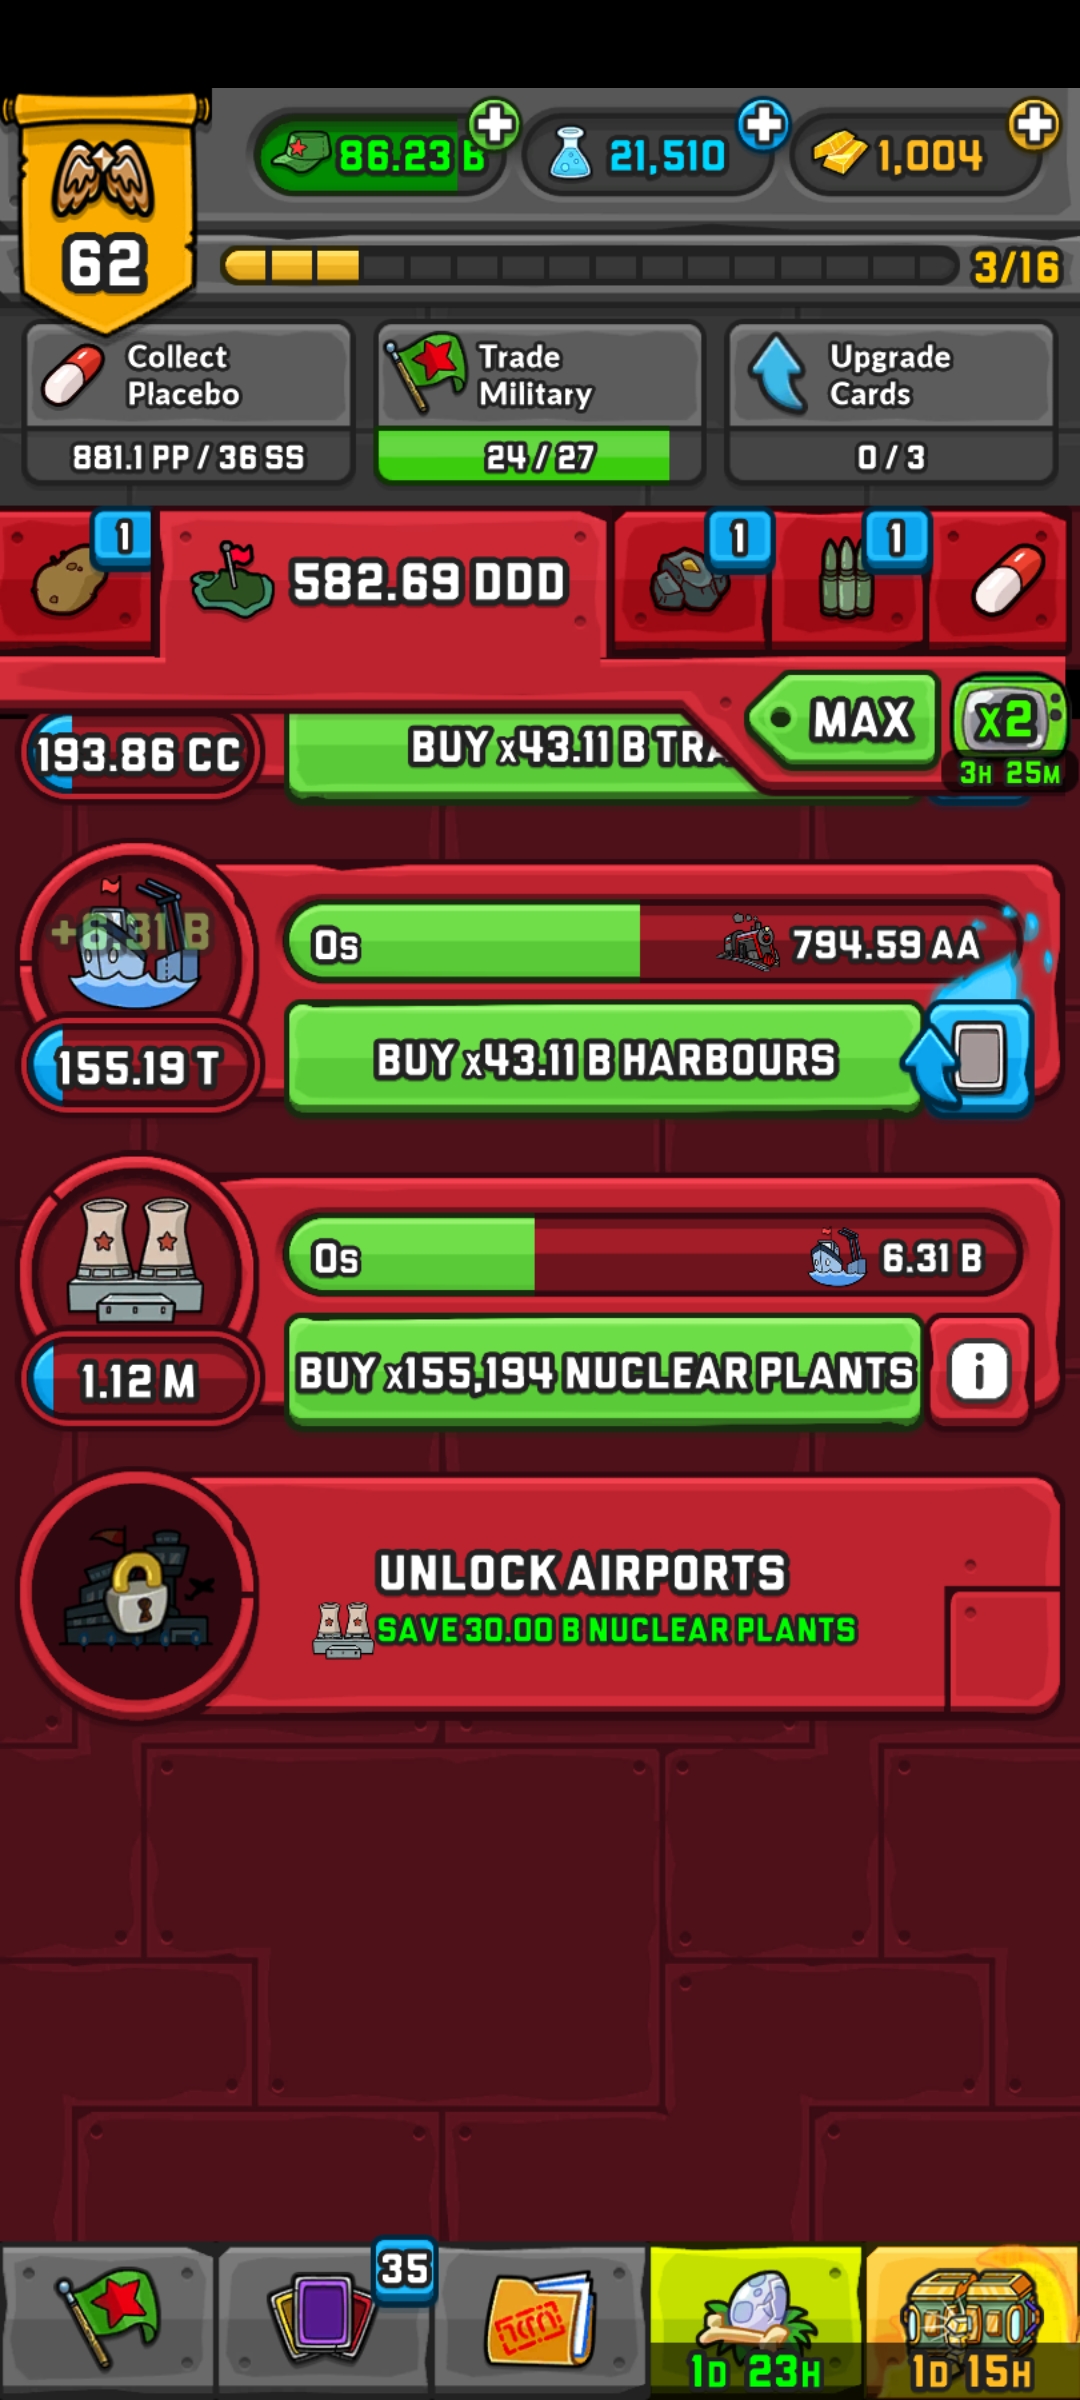 62
86.23 B
21,510
1,004
3/16
Collect
Placebo
881.1 PP / 36 SS
Trade
Military
24 / 27
Upgrade
Cards
0 / 3
1
582.69 DDD
1
1
MAX
x2
3H 25M
193.86 CC
BUY x43.11 B TRA
+6.31 B
0s
794.59 AA
155.19 T
BUY x43.11 B HARBOURS
0s
6.31 B
1.12 M
BUY x155,194 NUCLEAR PLANTS
i
UNLOCK AIRPORTS
SAVE 30.00 B NUCLEAR PLANTS
35
1D 23H
1D 15H